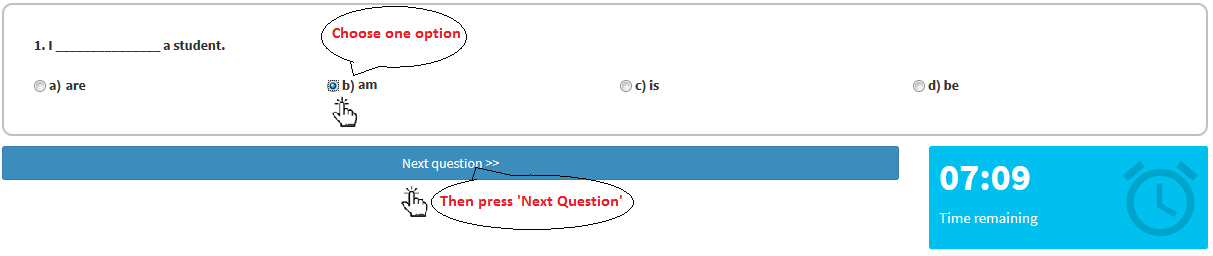 Choose one option
1. I _______________ a student.
a) are
b) am
c) is
d) be
Next question >>
Then press 'Next Question'
07:09
Time remaining